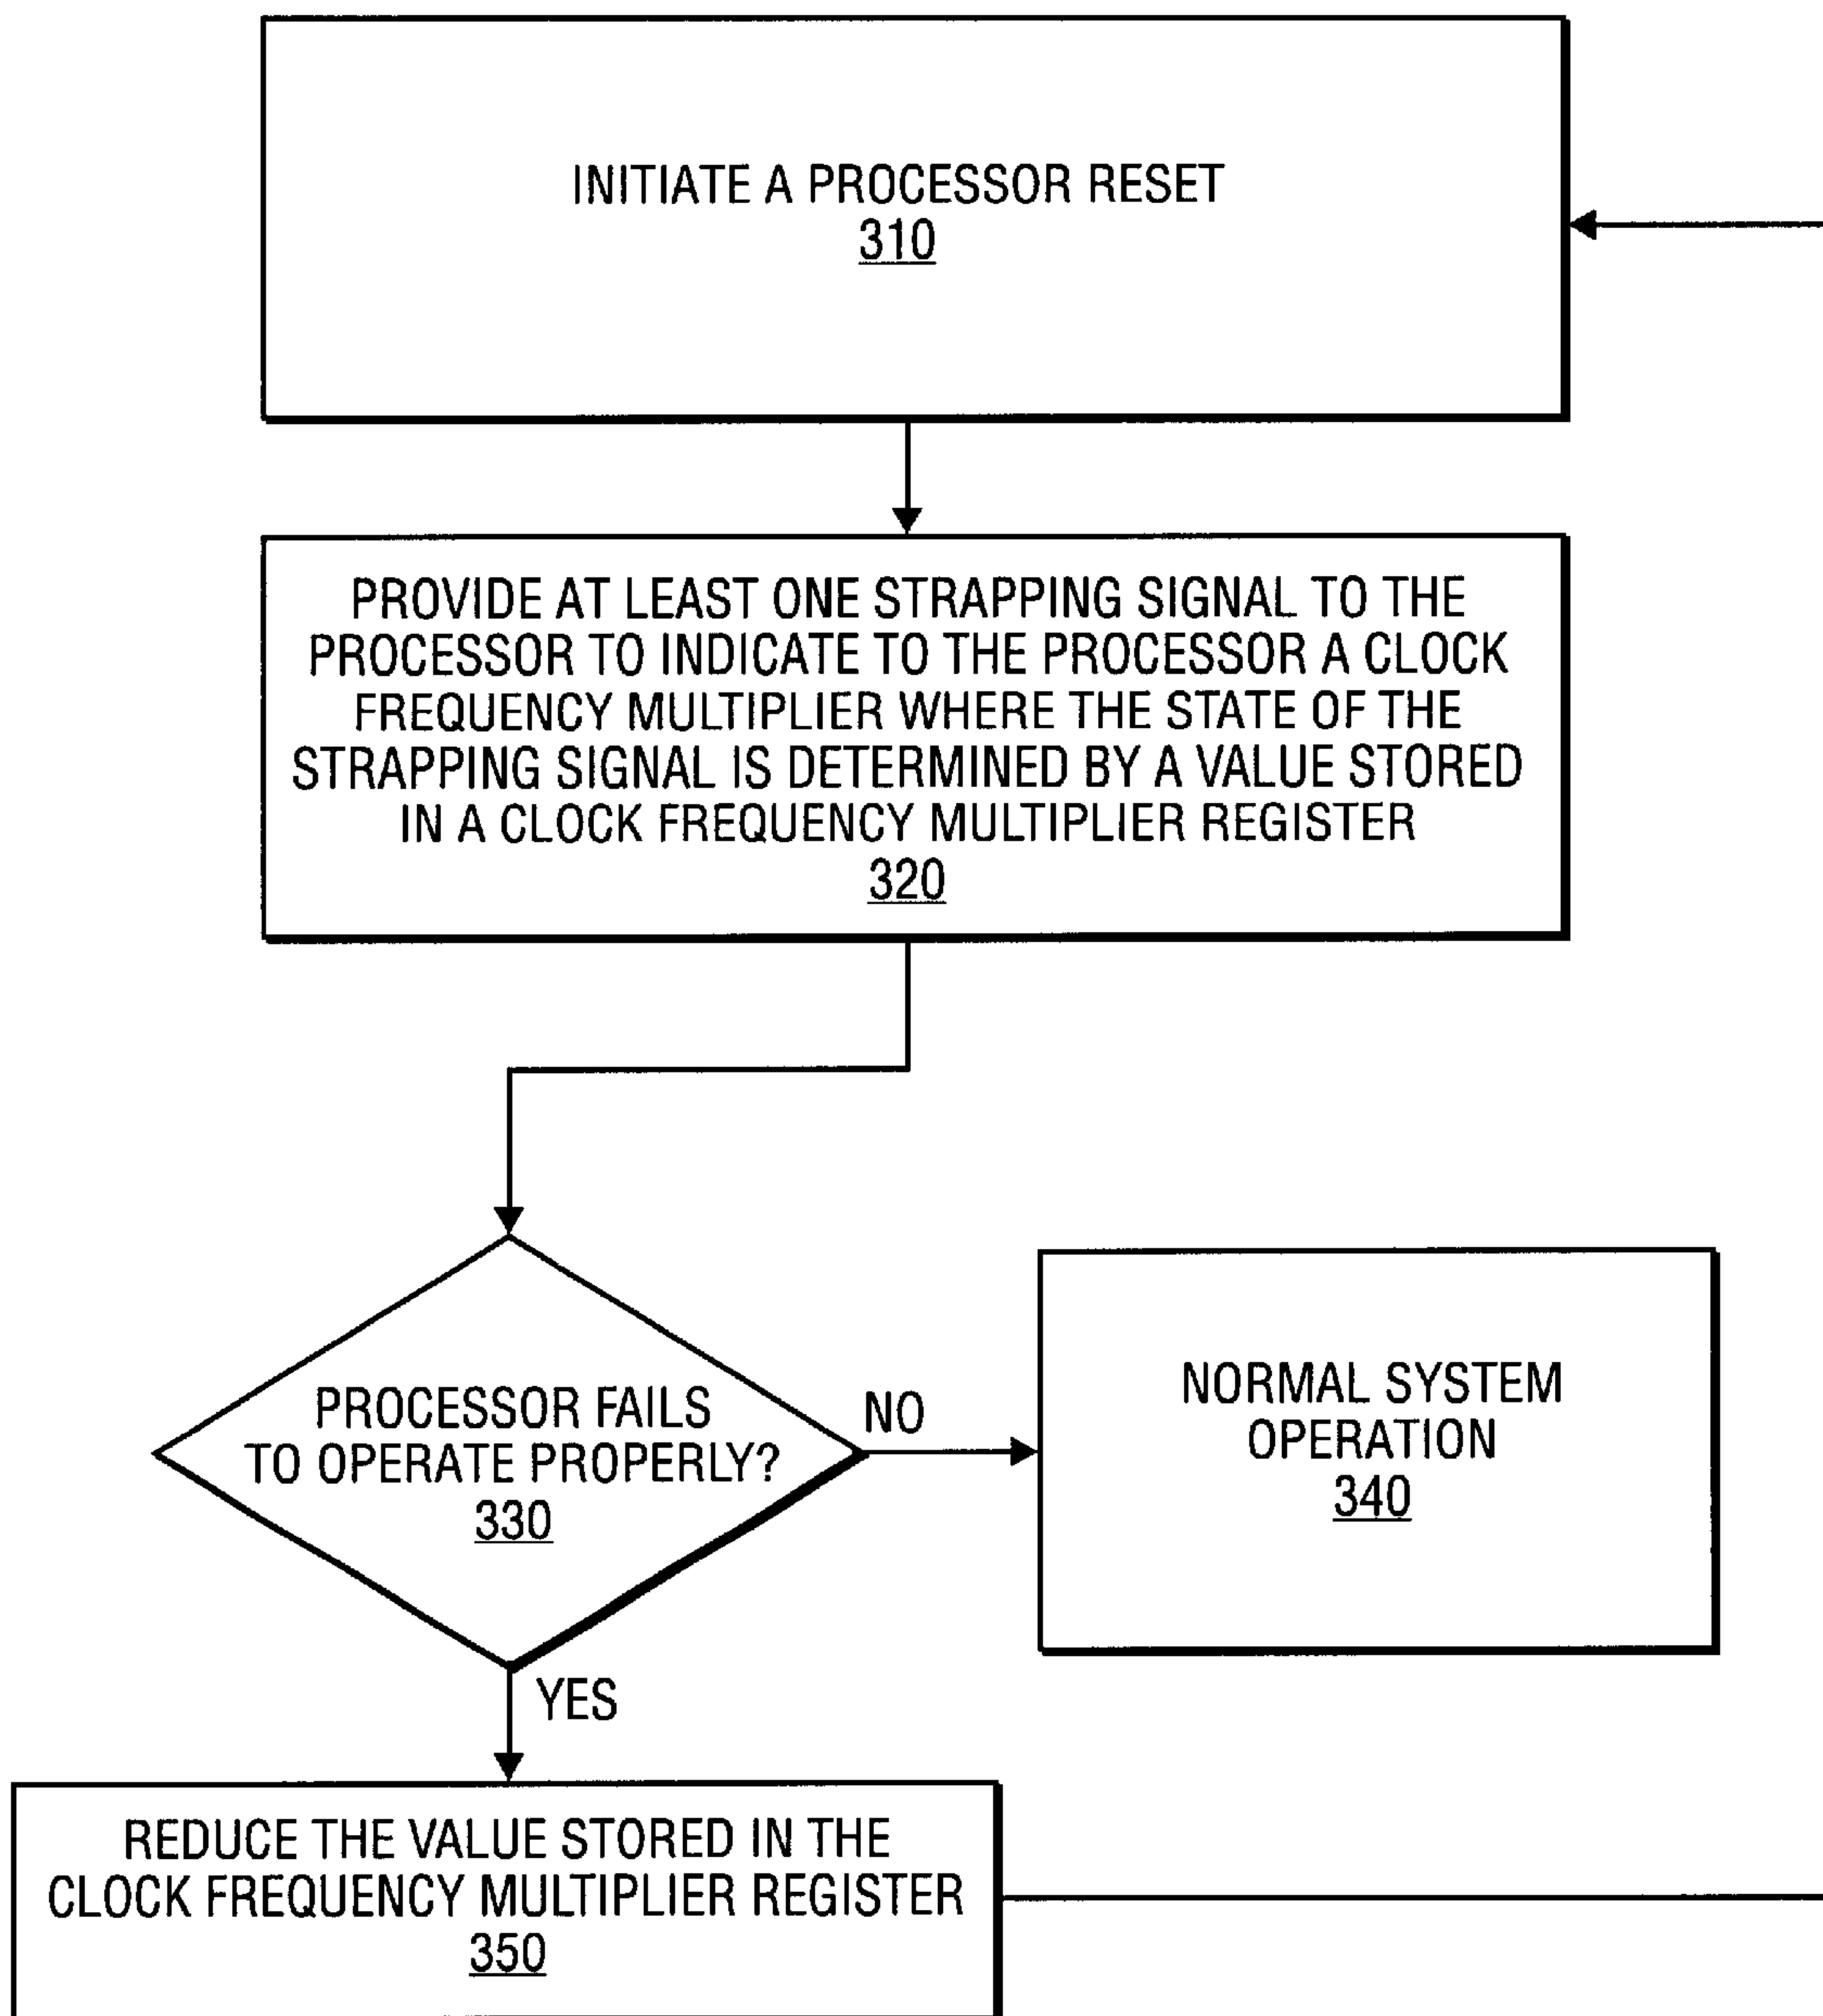 INITIATE A PROCESSOR RESET
310
PROVIDE AT LEAST ONE STRAPPING SIGNAL TO THE
PROCESSOR TO INDICATE TO THE PROCESSOR A CLOCK
FREQUENCY MULTIPLIER WHERE THE STATE OF THE
STRAPPING SIGNAL IS DETERMINED BY A VALUE STORED
IN A CLOCK FREQUENCY MULTIPLIER REGISTER
320
PROCESSOR FAILS
TO OPERATE PROPERLY?
330
NO
NORMAL SYSTEM
OPERATION
340
YES
REDUCE THE VALUE STORED IN THE
CLOCK FREQUENCY MULTIPLIER REGISTER
350